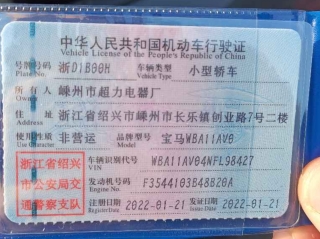 中华人民共和国机动车行驶证
Vehicle License of the People's Republic of China
号牌号码 浙D1B00H 车辆类型 小型轿车
Plate No. Vehicle Type
所有人 嵊州市超力电器厂
Owner
住址 浙江省绍兴市嵊州市长乐镇创业路7号二楼
Address
使用性质 非营运 品牌型号 宝马WBA11AV0
Use Character Model
浙江省绍兴市公安局交通警察支队
车辆识别代号 WBA11AV04NFL98427
VIN
发动机号码 F3544103B48B20A
Engine No.
注册日期 2022-01-21 发证日期 2022-01-21
Register Date Issue Date